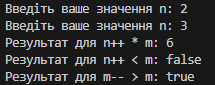 Введіть ваше значення n: 2
Введіть ваше значення n: 3
Результат для n++ * m: 6
Результат для n++ < m: false
Результат для m-- > m: true